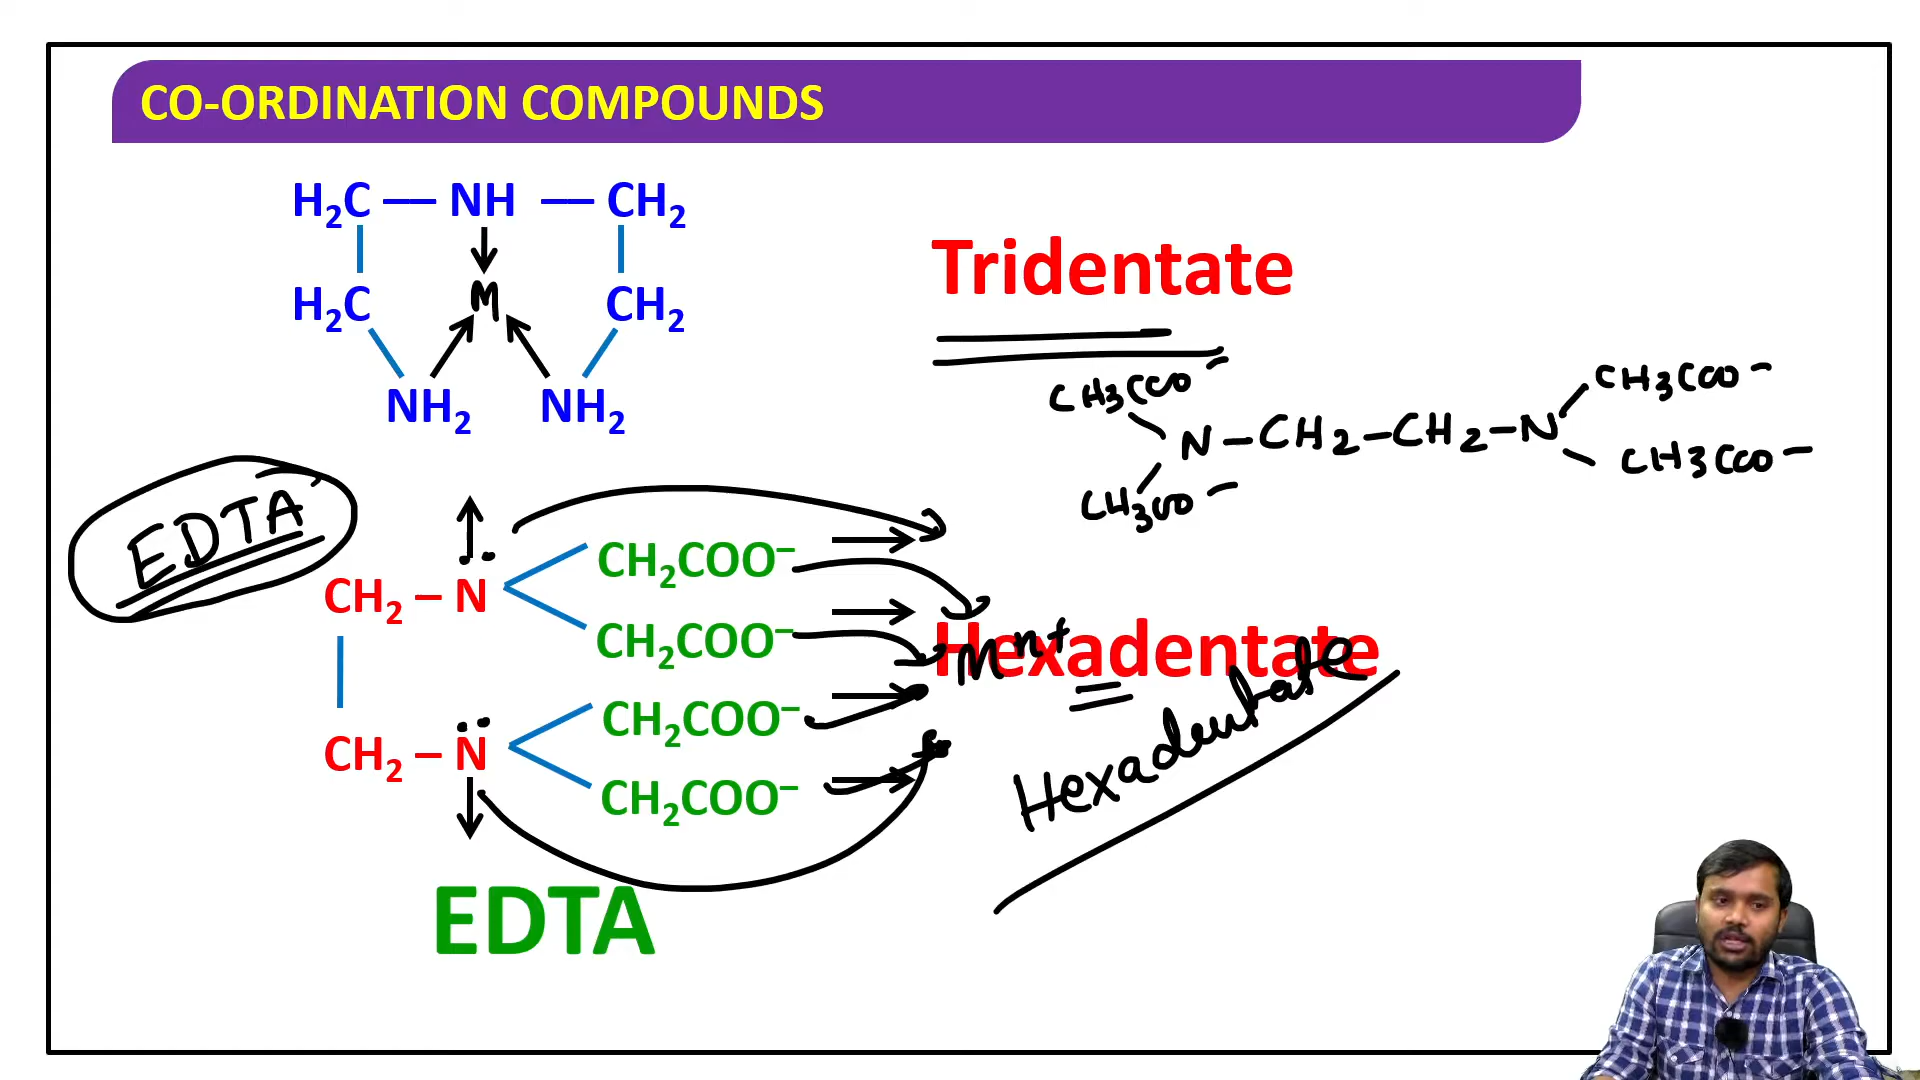 CO-ORDINATION COMPOUNDS
H₂C — NH — CH₂
M
H₂C CH₂
NH₂ NH₂
Tridentate
CH3COO⁻ CH3COO⁻
N-CH2-CH2-N
CH3COO⁻ CH3COO⁻
EDTA
CH₂COO⁻
CH₂ – N
CH₂COO⁻
Hexadentate
Mⁿ⁺
CH₂COO⁻
CH₂ – N
CH₂COO⁻
Hexadentate
EDTA